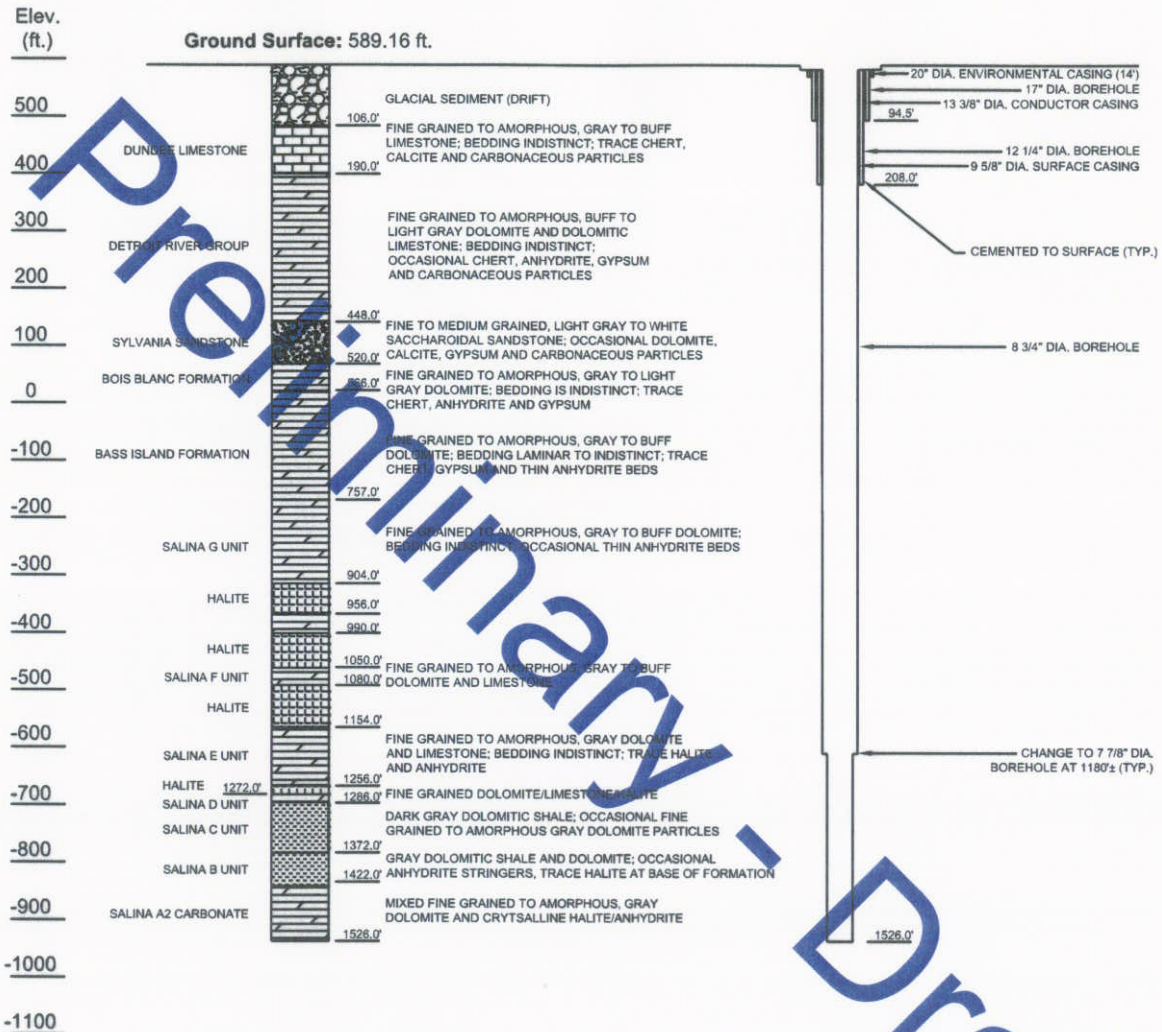 Elev.
(ft.)
Ground Surface: 589.16 ft.
500
400
300
200
100
0
-100
-200
-300
-400
-500
-600
-700
-800
-900
-1000
-1100
GLACIAL SEDIMENT (DRIFT)
106.0'
DUNDEE LIMESTONE
FINE GRAINED TO AMORPHOUS, GRAY TO BUFF
LIMESTONE; BEDDING INDISTINCT; TRACE CHERT,
CALCITE AND CARBONACEOUS PARTICLES
190.0'
DETROIT RIVER GROUP
FINE GRAINED TO AMORPHOUS, BUFF TO
LIGHT GRAY DOLOMITE AND DOLOMITIC
LIMESTONE; BEDDING INDISTINCT;
OCCASIONAL CHERT, ANHYDRITE, GYPSUM
AND CARBONACEOUS PARTICLES
448.0'
SYLVANIA SANDSTONE
FINE TO MEDIUM GRAINED, LIGHT GRAY TO WHITE
SACCHAROIDAL SANDSTONE; OCCASIONAL DOLOMITE,
CALCITE, GYPSUM AND CARBONACEOUS PARTICLES
520.0'
BOIS BLANC FORMATION
FINE GRAINED TO AMORPHOUS, GRAY TO LIGHT
GRAY DOLOMITE; BEDDING IS INDISTINCT; TRACE
CHERT, ANHYDRITE AND GYPSUM
BASS ISLAND FORMATION
FINE GRAINED TO AMORPHOUS, GRAY TO BUFF
DOLOMITE; BEDDING LAMINAR TO INDISTINCT; TRACE
CHERT, GYPSUM AND THIN ANHYDRITE BEDS
757.0'
SALINA G UNIT
FINE GRAINED TO AMORPHOUS, GRAY TO BUFF DOLOMITE;
BEDDING INDISTINCT, OCCASIONAL THIN ANHYDRITE BEDS
904.0'
HALITE
956.0'
990.0'
HALITE
1050.0'
SALINA F UNIT
FINE GRAINED TO AMORPHOUS, GRAY TO BUFF
DOLOMITE AND LIMESTONE
1080.0'
HALITE
1154.0'
SALINA E UNIT
FINE GRAINED TO AMORPHOUS, GRAY DOLOMITE
AND LIMESTONE; BEDDING INDISTINCT; TRACE HALITE
AND ANHYDRITE
1256.0'
HALITE 1272.0'
SALINA D UNIT
1286.0'
FINE GRAINED DOLOMITE/LIMESTONE/HALITE
SALINA C UNIT
DARK GRAY DOLOMITIC SHALE; OCCASIONAL FINE
GRAINED TO AMORPHOUS GRAY DOLOMITE PARTICLES
1372.0'
SALINA B UNIT
GRAY DOLOMITIC SHALE AND DOLOMITE; OCCASIONAL
ANHYDRITE STRINGERS, TRACE HALITE AT BASE OF FORMATION
1422.0'
SALINA A2 CARBONATE
MIXED FINE GRAINED TO AMORPHOUS, GRAY
DOLOMITE AND CRYTSALLINE HALITE/ANHYDRITE
1526.0'
20" DIA. ENVIRONMENTAL CASING (14')
17" DIA. BOREHOLE
13 3/8" DIA. CONDUCTOR CASING
94.5'
12 1/4" DIA. BOREHOLE
9 5/8" DIA. SURFACE CASING
208.0'
CEMENTED TO SURFACE (TYP.)
8 3/4" DIA. BOREHOLE
CHANGE TO 7 7/8" DIA.
BOREHOLE AT 1180'± (TYP.)
1526.0'
Preliminary - Dr